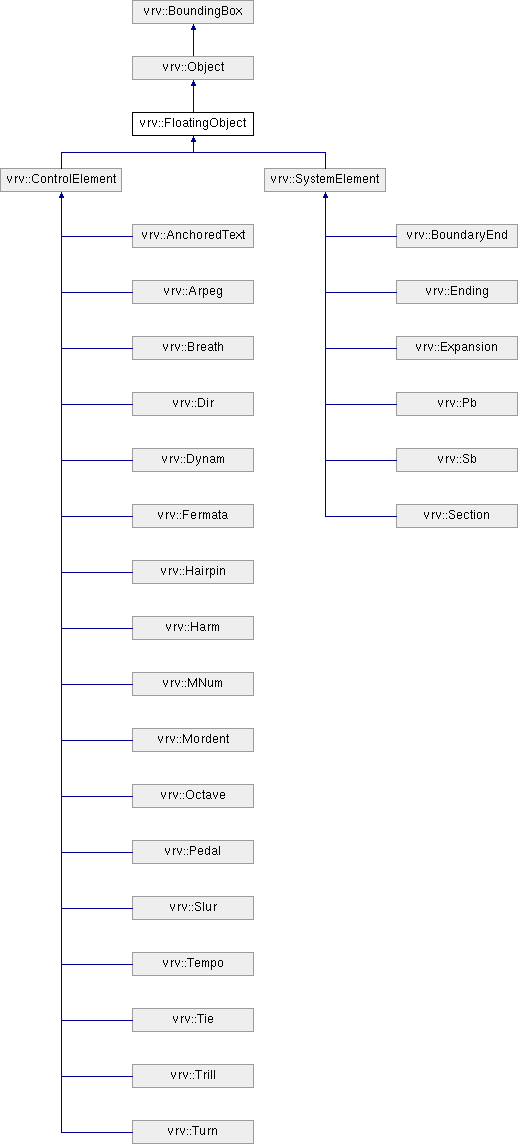 vrv::BoundingBox
vrv::Object
vrv::FloatingObject
vrv::ControlElement
vrv::SystemElement
vrv::AnchoredText
vrv::BoundaryEnd
vrv::Arpeg
vrv::Ending
vrv::Breath
vrv::Expansion
vrv::Dir
vrv::Pb
vrv::Dynam
vrv::Sb
vrv::Fermata
vrv::Section
vrv::Hairpin
vrv::Harm
vrv::MNum
vrv::Mordent
vrv::Octave
vrv::Pedal
vrv::Slur
vrv::Tempo
vrv::Tie
vrv::Trill
vrv::Turn